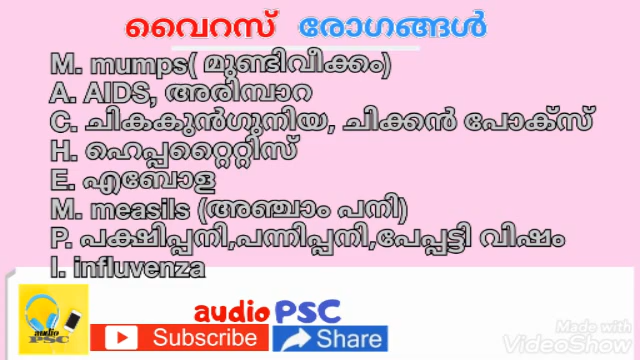 വൈറസ് രോഗങ്ങൾ
M. mumps( മുണ്ടിവീക്കം)
A. AIDS, അരിമ്പാറ
C. ചികകുൻഗുനിയ, ചിക്കൻ പോക്സ്
H. ഹെപ്പറ്റൈറ്റിസ്
E. എബോള
M. measils (അഞ്ചാം പനി)
P. പക്ഷിപ്പനി,പന്നിപ്പനി,പേപ്പട്ടി വിഷം
I. influvenza
audio PSC
audio PSC
Subscribe Share
Made with
VideoShow